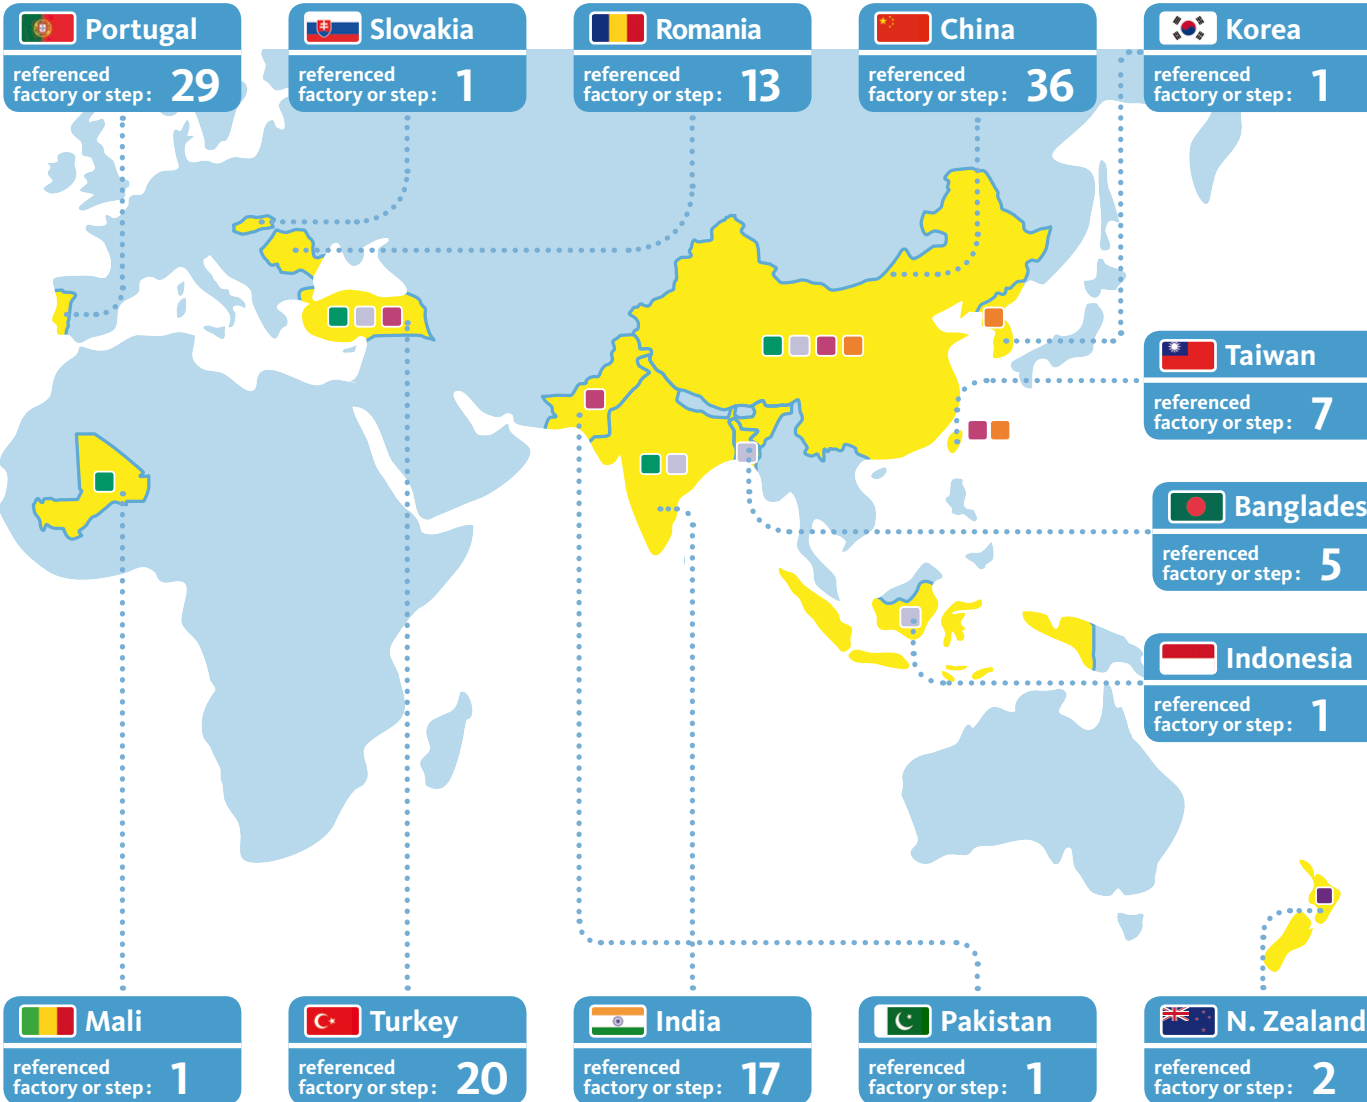 Portugal
referenced
factory or step: 29
Slovakia
referenced
factory or step: 1
Romania
referenced
factory or step: 13
China
referenced
factory or step: 36
Korea
referenced
factory or step: 1
Taiwan
referenced
factory or step: 7
Banglades
referenced
factory or step: 5
Indonesia
referenced
factory or step: 1
Mali
referenced
factory or step: 1
Turkey
referenced
factory or step: 20
India
referenced
factory or step: 17
Pakistan
referenced
factory or step: 1
N. Zealand
referenced
factory or step: 2